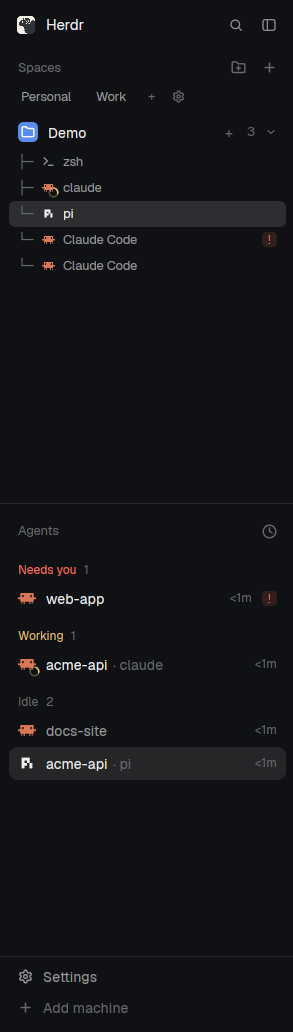 Herdr
Spaces
Personal Work +
Demo + 3
zsh
claude
pi
Claude Code !
Claude Code
Agents
Needs you 1
web-app <1m !
Working 1
acme-api · claude <1m
Idle 2
docs-site <1m
acme-api · pi <1m
Settings
+ Add machine